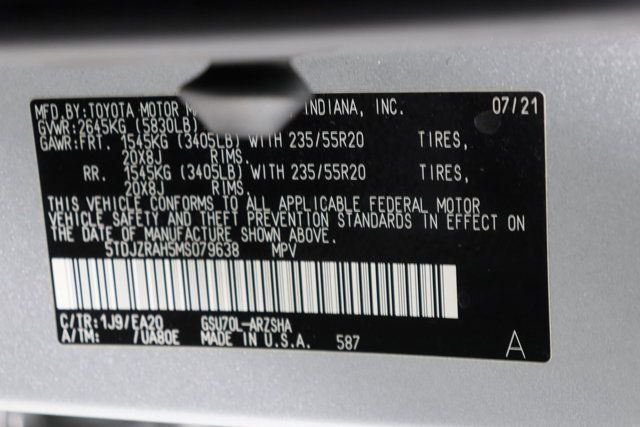 MFD.BY:TOYOTA MOTOR INDIANA, INC. 07/21
GVWR:2645KG (5830LB)
GAWR:FRT. 1545KG (3405LB) WITH 235/55R20 TIRES,
20X8J RIMS.
RR. 1545KG (3405LB) WITH 235/55R20 TIRES,
20X8J RIMS.
THIS VEHICLE CONFORMS TO ALL APPLICABLE FEDERAL MOTOR
VEHICLE SAFETY AND THEFT PREVENTION STANDARDS IN EFFECT ON
THE DATE OF MANUFACTURE SHOWN ABOVE.
5TDJZRAH5MS079638 MPV
C/TR:1J9/EA20 GSU70L-ARZSHA
A/TM: /UA80E MADE IN U.S.A. 587
A